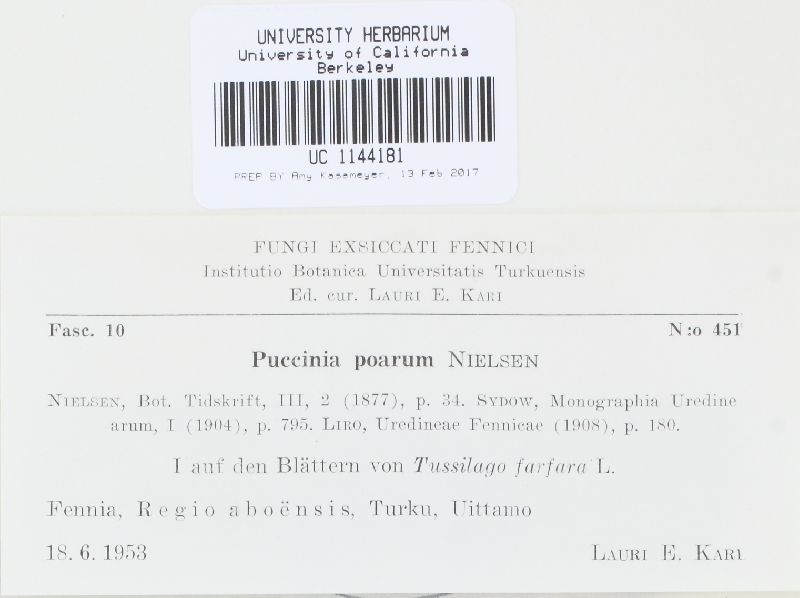 UNIVERSITY HERBARIUM
University of California
Berkeley
UC 1144181
PREP BY Amy Kasameyer, 13 Feb 2017
FUNGI EXSICCATI FENNICI
Institutio Botanica Universitatis Turkuensis
Ed. cur. LAURI E. KARI
Fasc. 10 N:o 451
Puccinia poarum NIELSEN
NIELSEN, Bot. Tidskrift, III, 2 (1877), p. 34. SYDOW, Monographia Uredine
arum, I (1904), p. 795. LIRO, Uredineae Fennicae (1908), p. 180.
I auf den Blättern von Tussilago farfara L.
Fennia, Regio aboënsis, Turku, Uittamo
18. 6. 1953 LAURI E. KARI